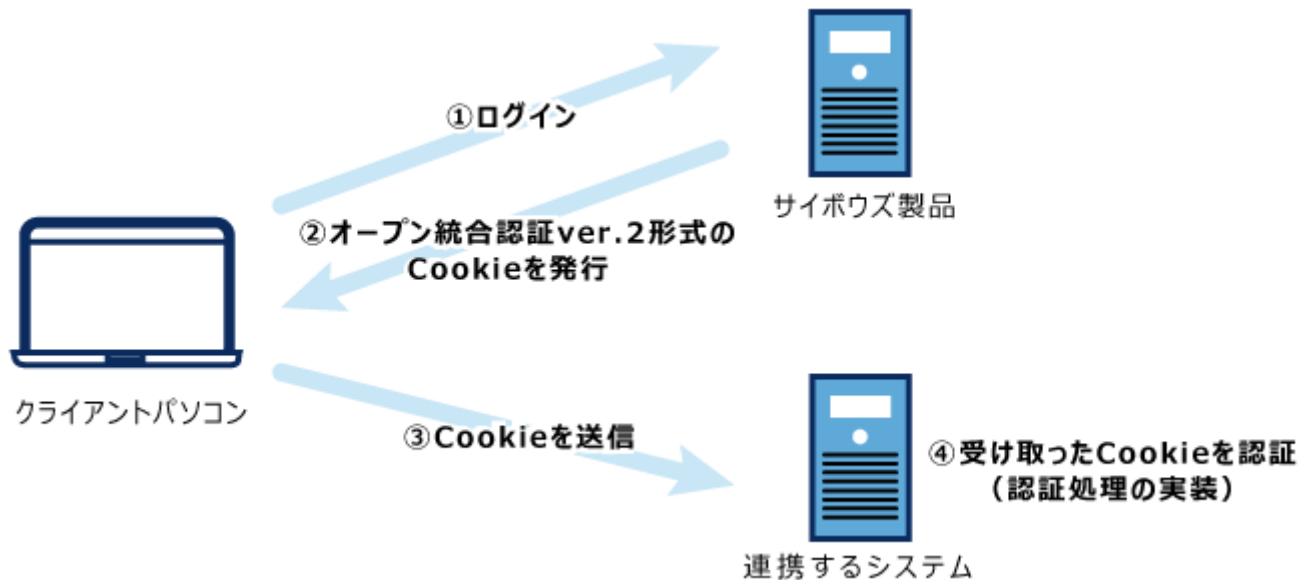 ①ログイン
サイボウズ製品
②オープン統合認証ver.2形式の
Cookieを発行
クライアントパソコン
③Cookieを送信
④受け取ったCookieを認証
（認証処理の実装）
連携するシステム